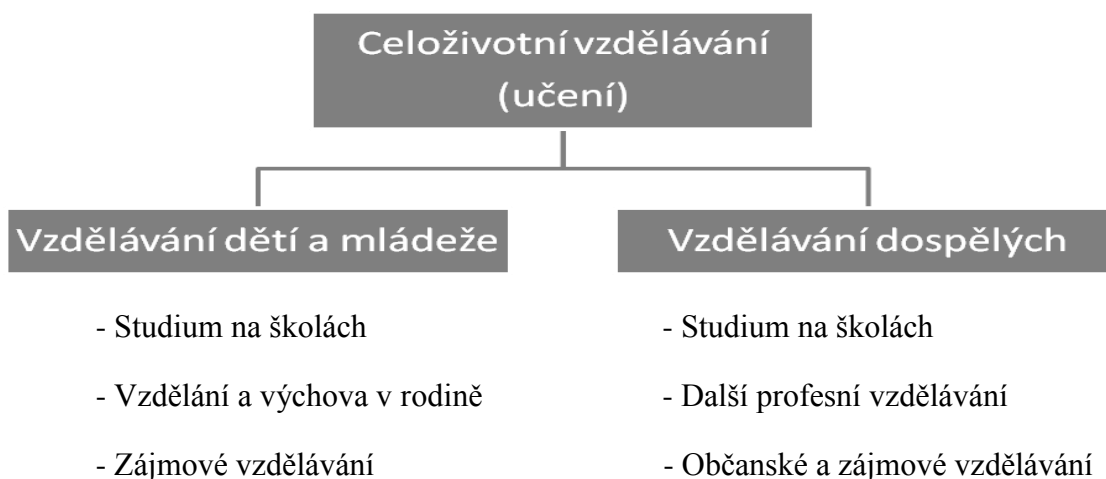 Celoživotní vzdělávání
(učení)
Vzdělávání dětí a mládeže
- Studium na školách
- Vzdělání a výchova v rodině
- Zájmové vzdělávání
Vzdělávání dospělých
- Studium na školách
- Další profesní vzdělávání
- Občanské a zájmové vzdělávání